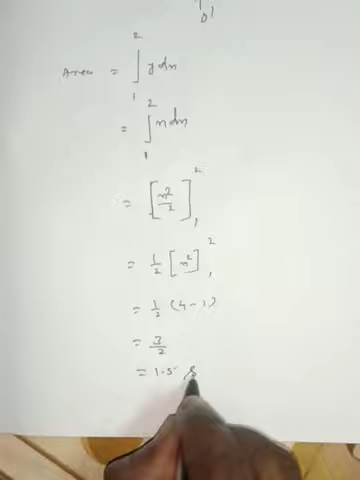 Area = ∫₁² y dx
= ∫₁² x dx
= [x²/2]₁²
= 1/2 [x²]₁²
= 1/2 (4 - 1)
= 3/2
= 1.5 S